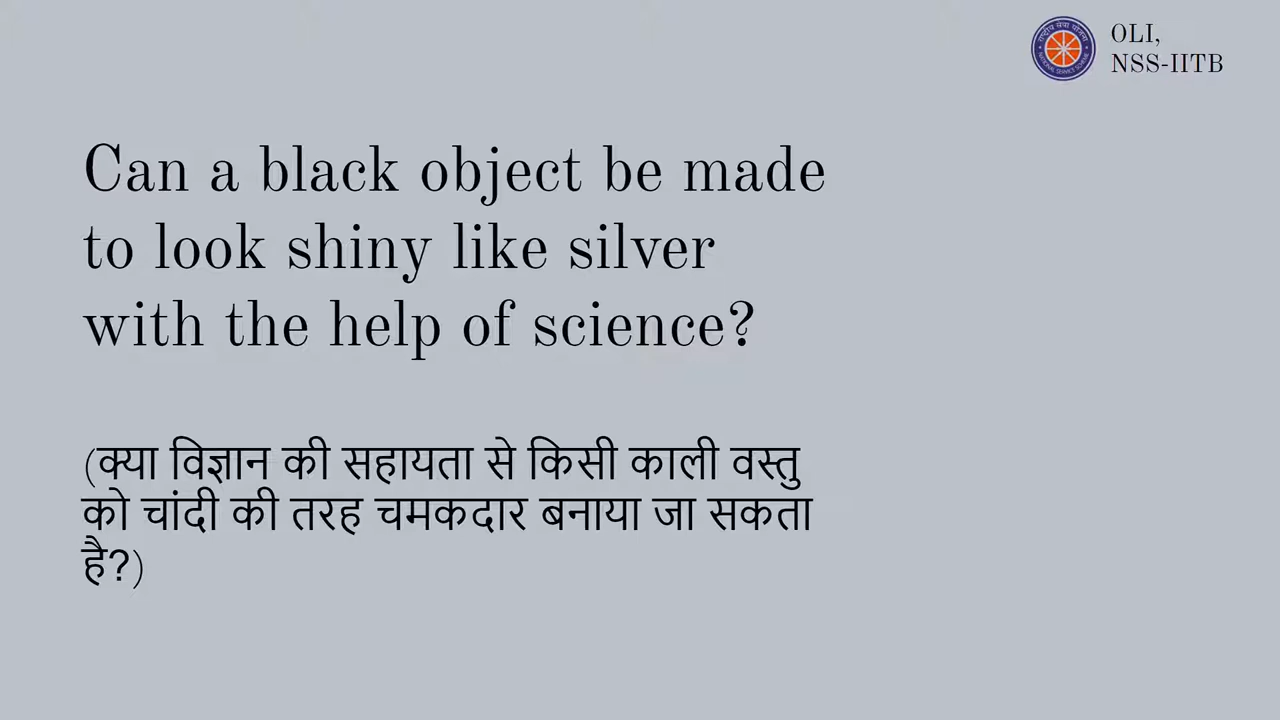 OLI,
NSS-IITB
Can a black object be made
to look shiny like silver
with the help of science?
(क्या विज्ञान की सहायता से किसी काली वस्तु
को चांदी की तरह चमकदार बनाया जा सकता
है?)